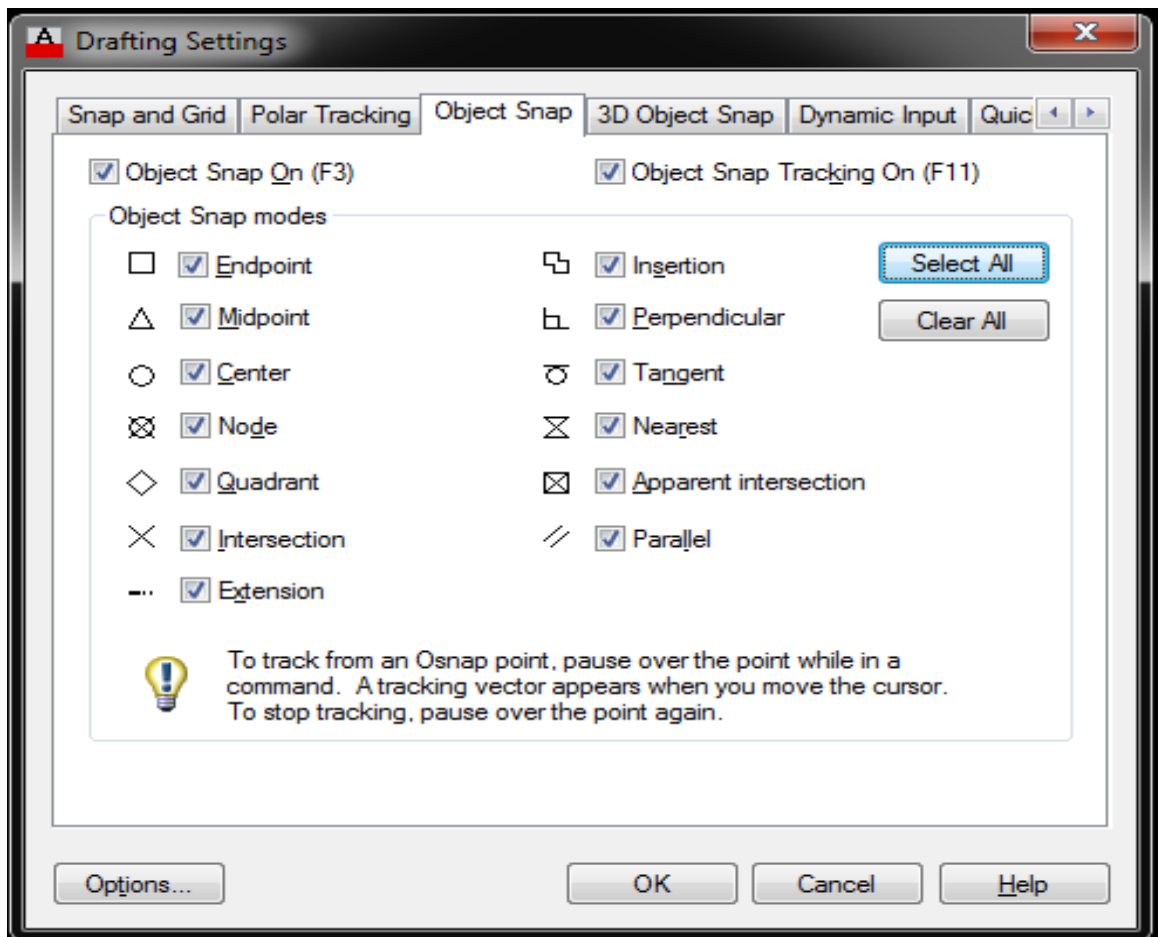 A Drafting Settings
Snap and Grid Polar Tracking Object Snap 3D Object Snap Dynamic Input Quic
Object Snap On (F3) Object Snap Tracking On (F11)
Object Snap modes
Endpoint Insertion Select All
Midpoint Perpendicular Clear All
Center Tangent
Node Nearest
Quadrant Apparent intersection
Intersection Parallel
Extension
To track from an Osnap point, pause over the point while in a
command. A tracking vector appears when you move the cursor.
To stop tracking, pause over the point again.
Options... OK Cancel Help